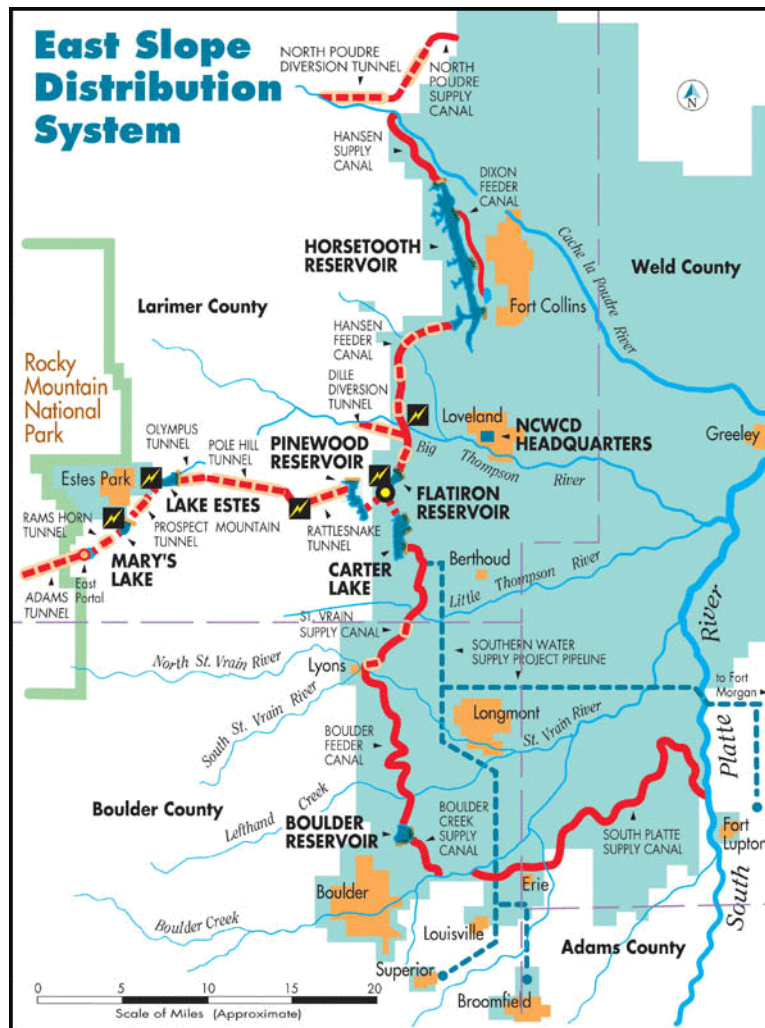 East Slope
Distribution
System
NORTH POUDRE
DIVERSION TUNNEL
NORTH
POUDRE
SUPPLY
CANAL
N
HANSEN
SUPPLY
CANAL
DIXON
FEEDER
CANAL
HORSETOOTH
RESERVOIR
Cache la Poudre
River
Weld County
Fort Collins
Larimer County
HANSEN
FEEDER
CANAL
Rocky
Mountain
National
Park
DILLE
DIVERSION
TUNNEL
Loveland
NCWCD
HEADQUARTERS
Greeley
OLYMPUS
TUNNEL
POLE HILL
TUNNEL
PINEWOOD
RESERVOIR
Big
Thompson
River
Estes Park
LAKE ESTES
FLATIRON
RESERVOIR
RAMS HORN
TUNNEL
PROSPECT MOUNTAIN
RATTLESNAKE
TUNNEL
MARY'S
LAKE
CARTER
LAKE
Berthoud
East
Portal
ADAMS
TUNNEL
Little Thompson River
ST. VRAIN
SUPPLY CANAL
SOUTHERN WATER
SUPPLY PROJECT PIPELINE
North St. Vrain River
Lyons
to Fort
Morgan
South St. Vrain River
Longmont
St. Vrain River
BOULDER
FEEDER
CANAL
South Platte River
Boulder County
Lefthand Creek
BOULDER
RESERVOIR
BOULDER
CREEK
SUPPLY
CANAL
SOUTH PLATTE
SUPPLY CANAL
Fort
Lupton
Boulder
Erie
Boulder Creek
Louisville
Adams County
Superior
Broomfield
0 5 10 15 20
Scale of Miles (Approximate)